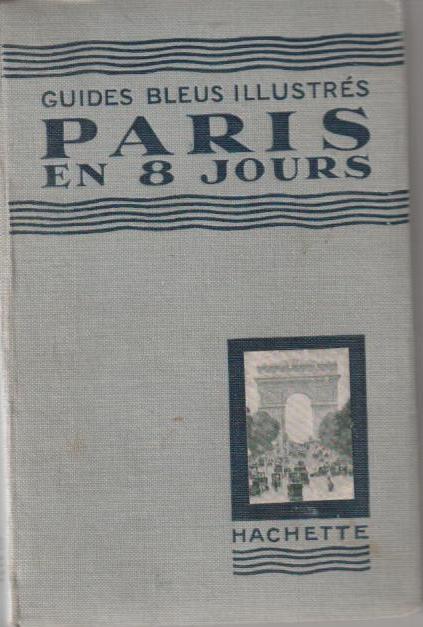 GUIDES BLEUS ILLUSTRÉS
PARIS
EN 8 JOURS
HACHETTE